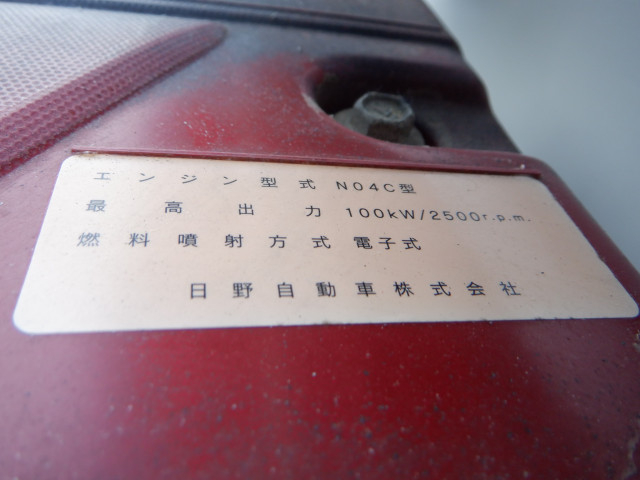 エンジン型式 N04C型
最高出力 100kW/2500r.p.m.
燃料噴射方式 電子式
日野自動車株式会社